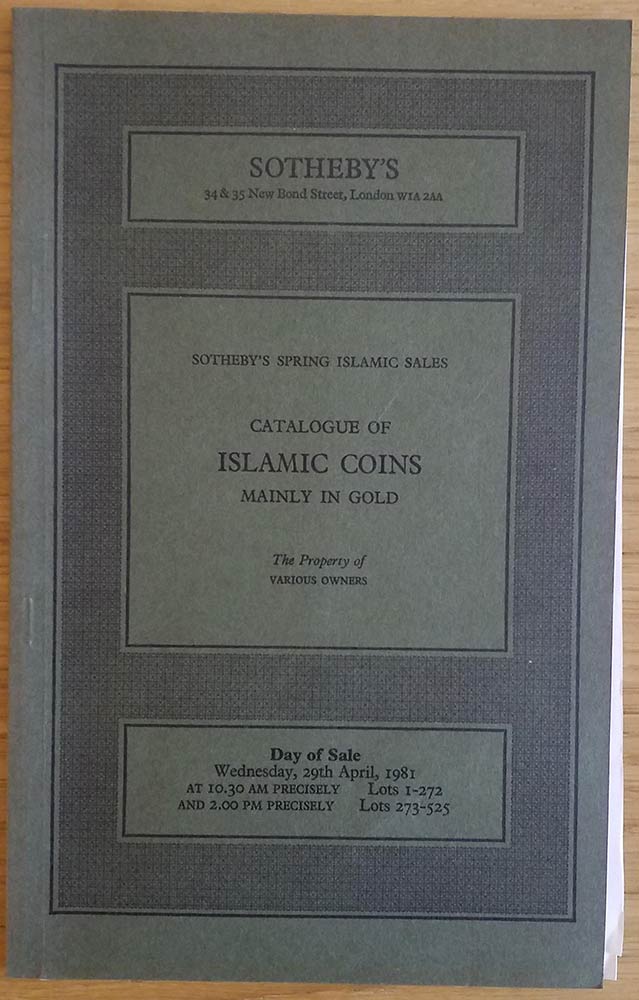 SOTHEBY'S
34 & 35 New Bond Street, London W1A 2AA
SOTHEBY'S SPRING ISLAMIC SALES
CATALOGUE OF
ISLAMIC COINS
MAINLY IN GOLD
The Property of
VARIOUS OWNERS
Day of Sale
Wednesday, 29th April, 1981
AT 10.30 AM PRECISELY Lots 1-272
AND 2.00 PM PRECISELY Lots 273-525